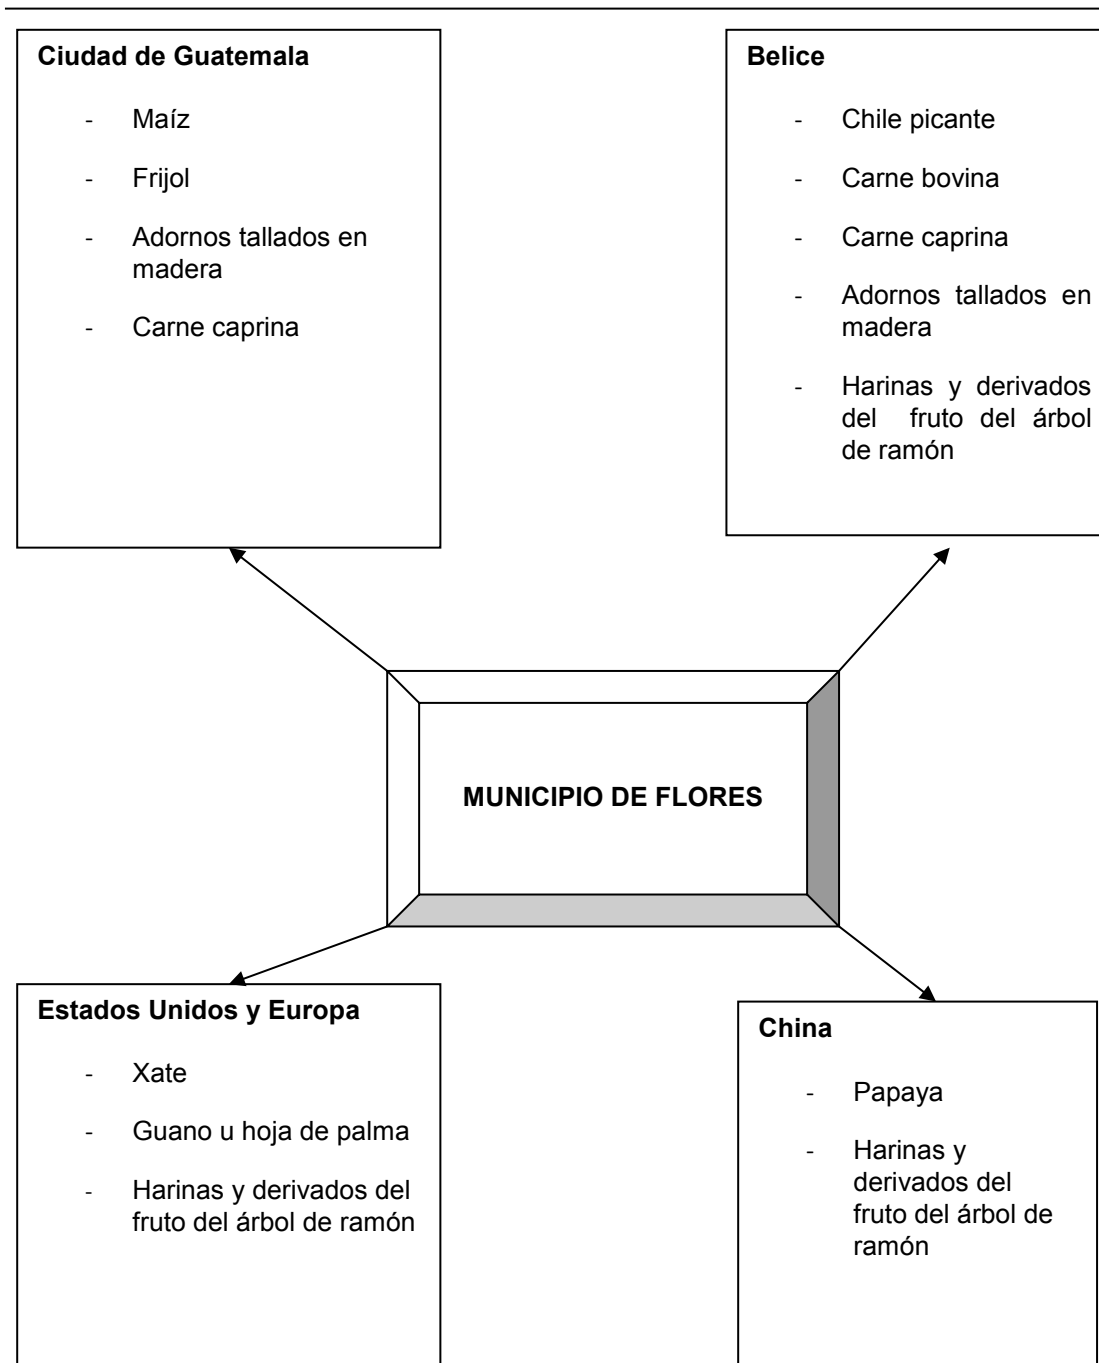 Ciudad de Guatemala
- Maíz
- Frijol
- Adornos tallados en
madera
- Carne caprina
Belice
- Chile picante
- Carne bovina
- Carne caprina
- Adornos tallados en
madera
- Harinas y derivados
del fruto del árbol
de ramón
MUNICIPIO DE FLORES
Estados Unidos y Europa
- Xate
- Guano u hoja de palma
- Harinas y derivados del
fruto del árbol de ramón
China
- Papaya
- Harinas y
derivados del
fruto del árbol de
ramón